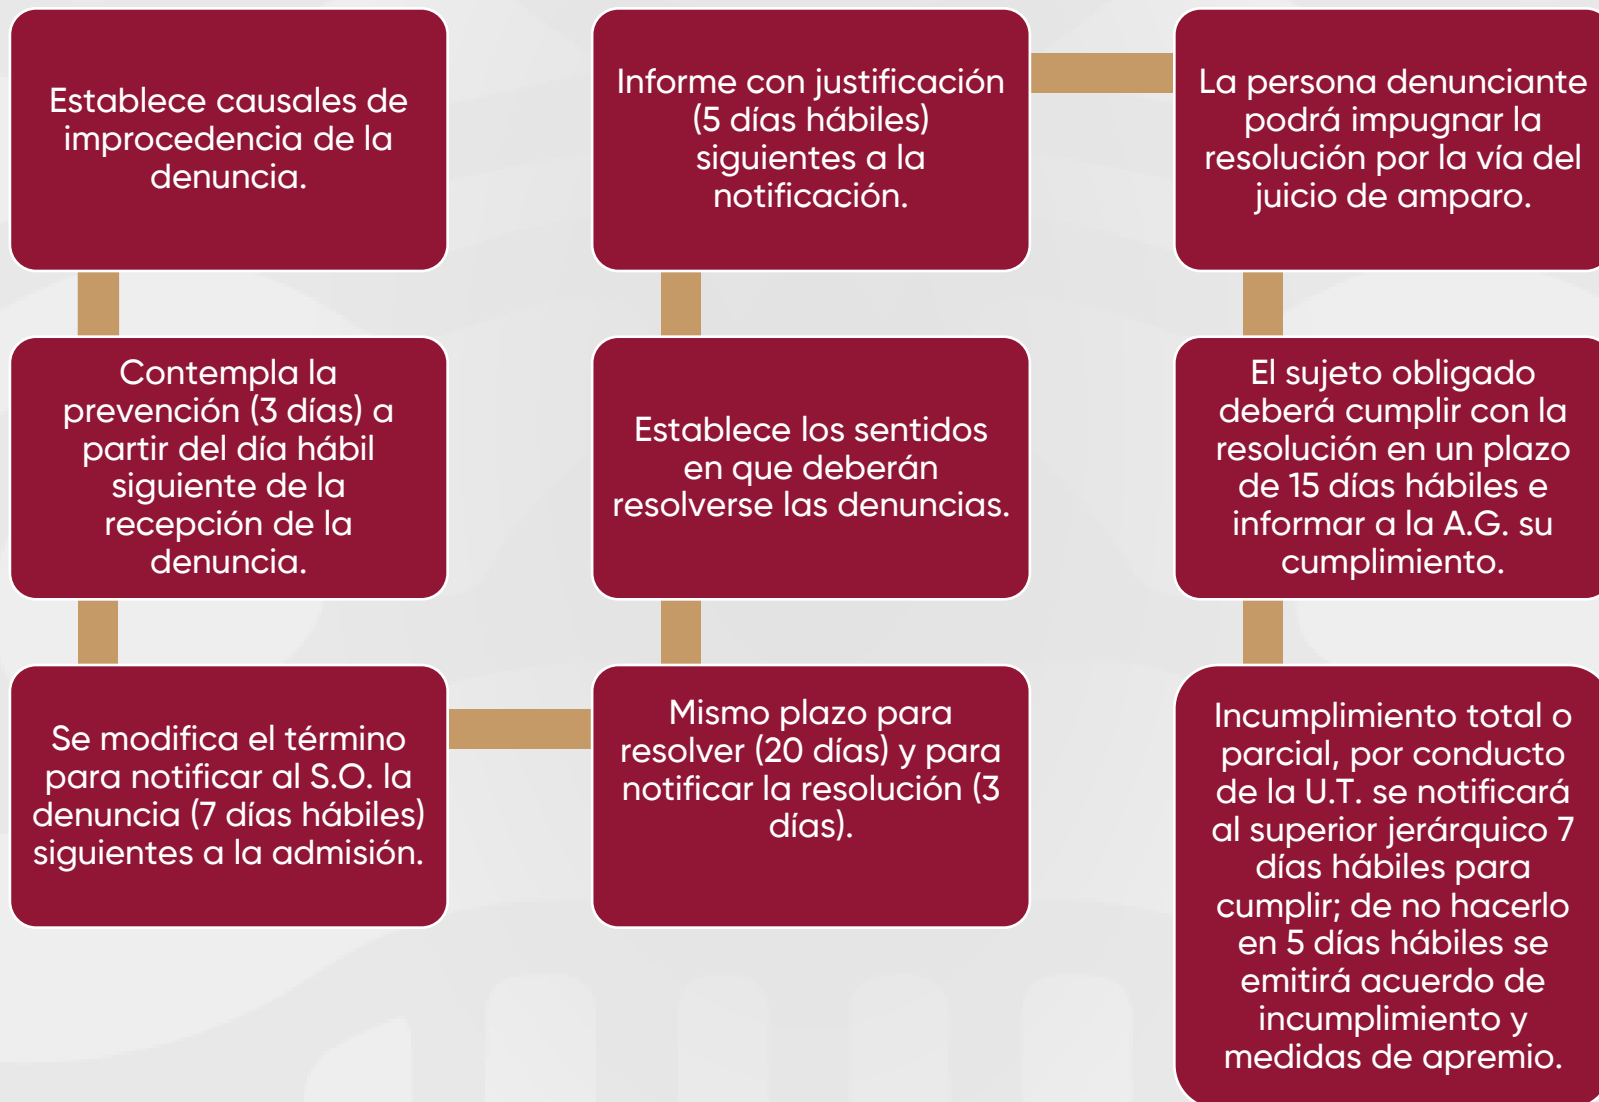 Establece causales de
improcedencia de la
denuncia.
Contempla la
prevención (3 días) a
partir del día hábil
siguiente de la
recepción de la
denuncia.
Se modifica el término
para notificar al S.O. la
denuncia (7 días hábiles)
siguientes a la admisión.
Mismo plazo para
resolver (20 días) y para
notificar la resolución (3
días).
Establece los sentidos
en que deberán
resolverse las denuncias.
Informe con justificación
(5 días hábiles)
siguientes a la
notificación.
La persona denunciante
podrá impugnar la
resolución por la vía del
juicio de amparo.
El sujeto obligado
deberá cumplir con la
resolución en un plazo
de 15 días hábiles e
informar a la A.G. su
cumplimiento.
Incumplimiento total o
parcial, por conducto
de la U.T. se notificará
al superior jerárquico 7
días hábiles para
cumplir; de no hacerlo
en 5 días hábiles se
emitirá acuerdo de
incumplimiento y
medidas de apremio.